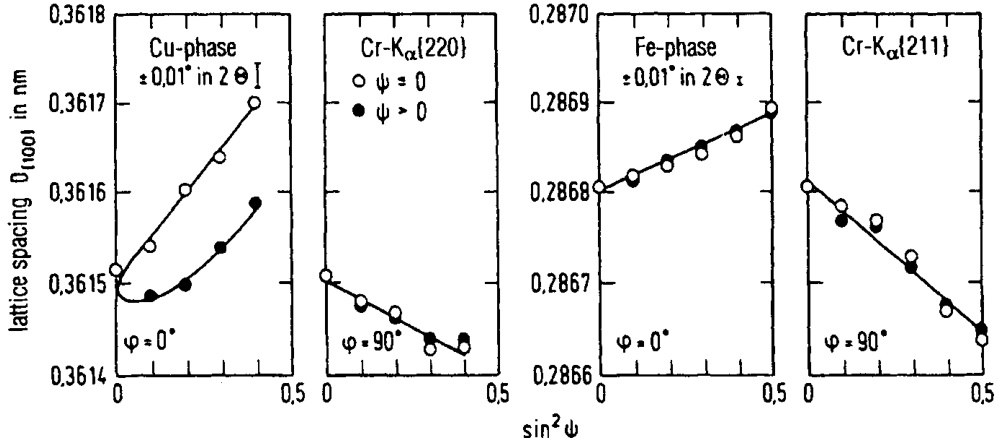 lattice spacing D{100} in nm
0,3618
0,3617
0,3616
0,3615
0,3614
Cu-phase
±0,01° in 2Θ
φ=0°
0
0,5
Cr-Kα{220}
ψ ≤ 0
ψ > 0
φ=90°
0
0,5
0,2870
0,2869
0,2868
0,2867
0,2866
Fe-phase
±0,01° in 2Θ
φ=0°
0
0,5
Cr-Kα{211}
φ=90°
0
0,5
sin²ψ